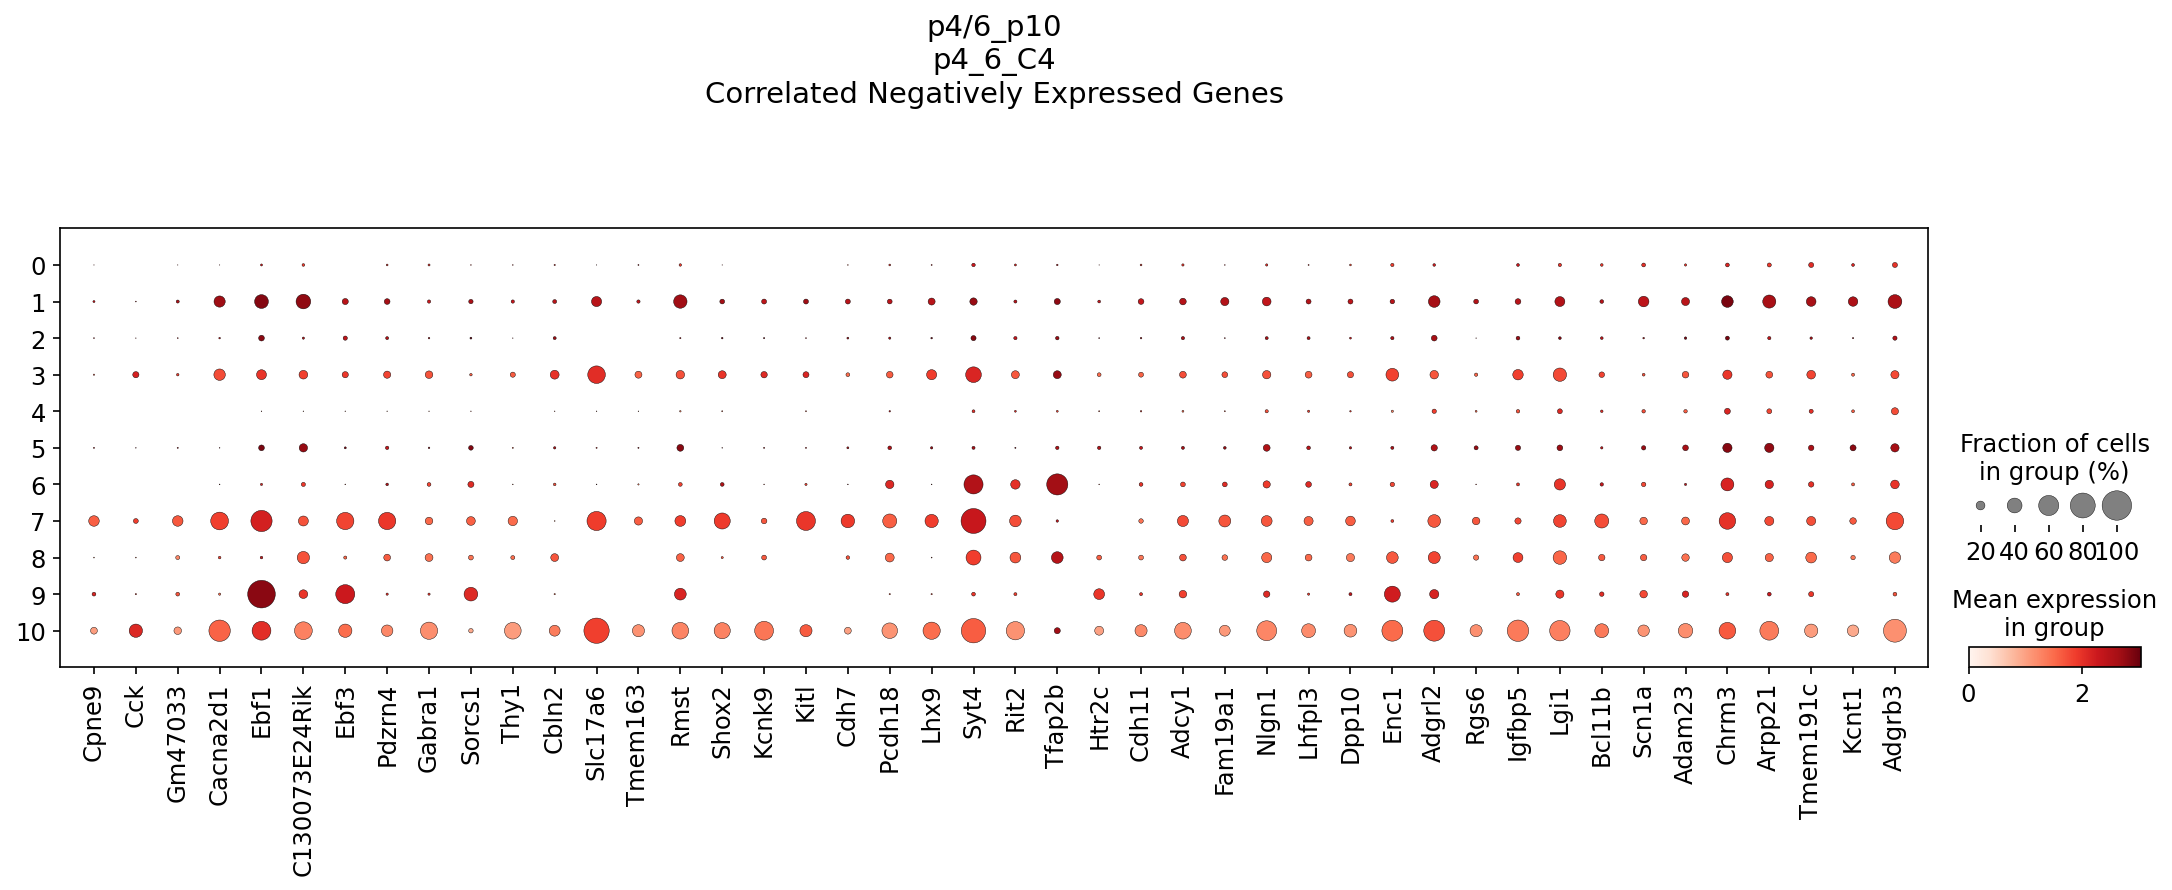 p4/6_p10
p4_6_C4
Correlated Negatively Expressed Genes
0
1
2
3
4
5
6
7
8
9
10
Cpne9
Cck
Gm47033
Cacna2d1
Ebf1
C130073E24Rik
Ebf3
Pdzrn4
Gabra1
Sorcs1
Thy1
Cbln2
Slc17a6
Tmem163
Rmst
Shox2
Kcnk9
Kitl
Cdh7
Pcdh18
Lhx9
Syt4
Rit2
Tfap2b
Htr2c
Cdh11
Adcy1
Fam19a1
Nlgn1
Lhfpl3
Dpp10
Enc1
Adgrl2
Rgs6
Igfbp5
Lgi1
Bcl11b
Scn1a
Adam23
Chrm3
Arpp21
Tmem191c
Kcnt1
Adgrb3
Fraction of cells
in group (%)
20 40 60 80 100
Mean expression
in group
0 2